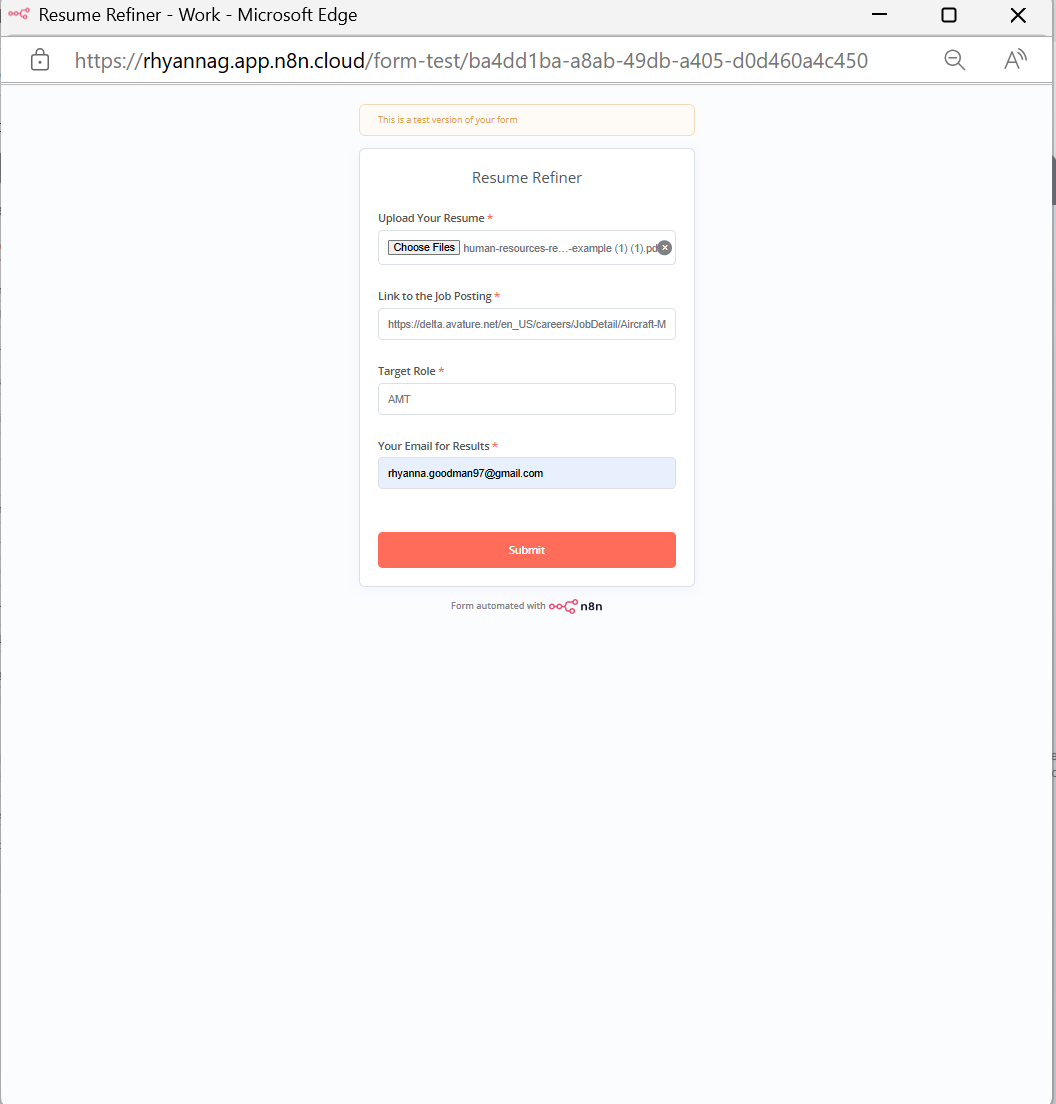 Resume Refiner - Work - Microsoft Edge
https://rhyannag.app.n8n.cloud/form-test/ba4dd1ba-a8ab-49db-a405-d0d460a4c450
This is a test version of your form
Resume Refiner
Upload Your Resume *
Choose Files human-resources-re...-example (1) (1).pd
Link to the Job Posting *
https://delta.avature.net/en_US/careers/JobDetail/Aircraft-M
Target Role *
AMT
Your Email for Results *
rhyanna.goodman97@gmail.com
Submit
Form automated with n8n